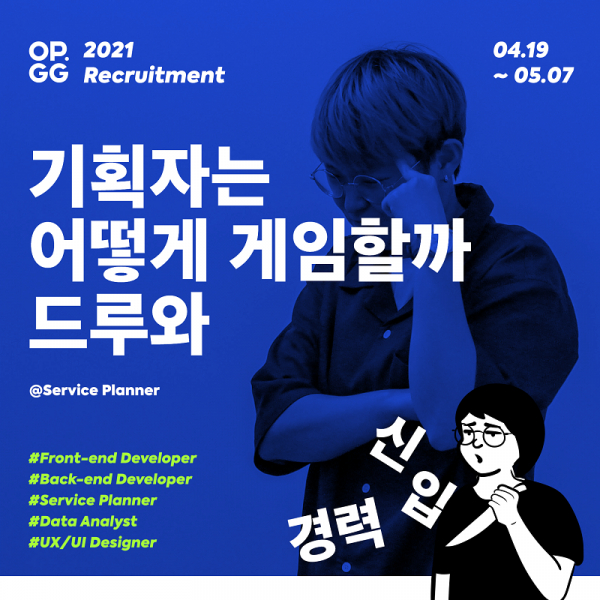 OP.
GG
2021
Recruitment
04.19
~ 05.07
기획자는
어떻게 게임할까
드루와
@Service Planner
#Front-end Developer
#Back-end Developer
#Service Planner
#Data Analyst
#UX/UI Designer
신입
경력